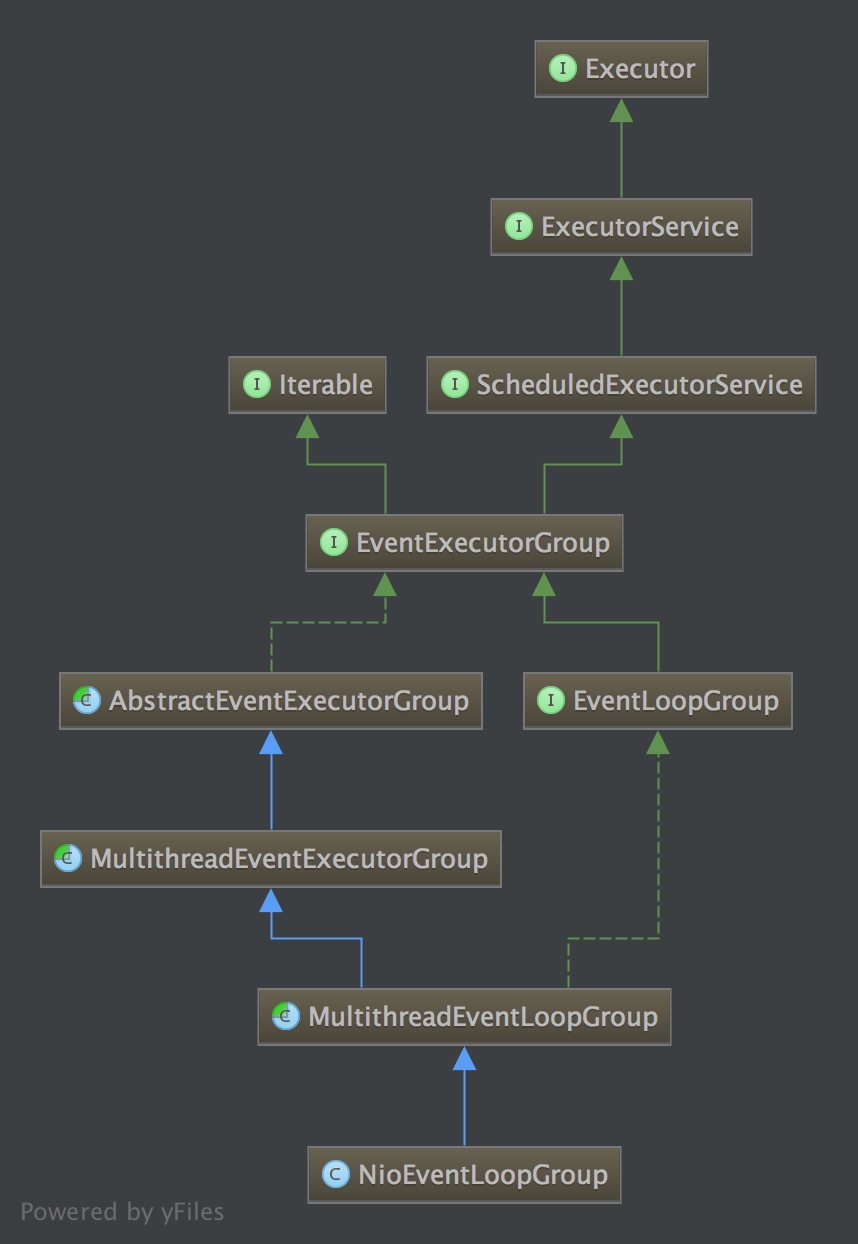 I Executor
I ExecutorService
I Iterable
I ScheduledExecutorService
I EventExecutorGroup
C AbstractEventExecutorGroup
I EventLoopGroup
C MultithreadEventExecutorGroup
C MultithreadEventLoopGroup
C NioEventLoopGroup
Powered by yFiles